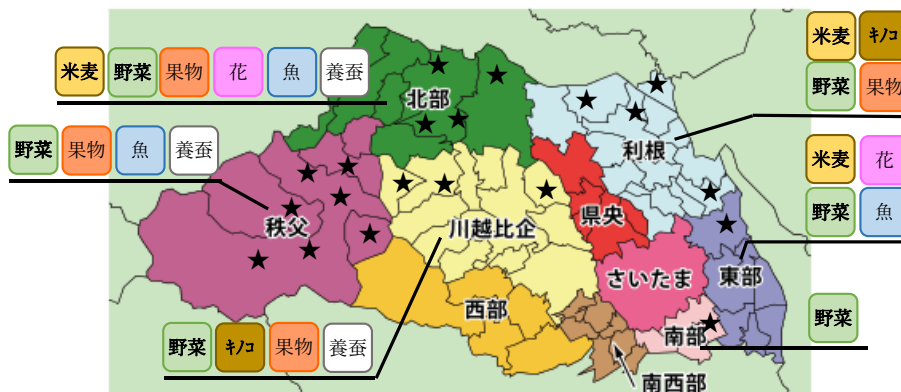 米麦 野菜 果物 花 魚 養蚕
野菜 果物 魚 養蚕
米麦 キノコ
野菜 果物
米麦 花
野菜 魚
野菜
野菜 キノコ 果物 養蚕
北部
利根
秩父
川越比企
県央
さいたま
東部
西部
南部
南西部